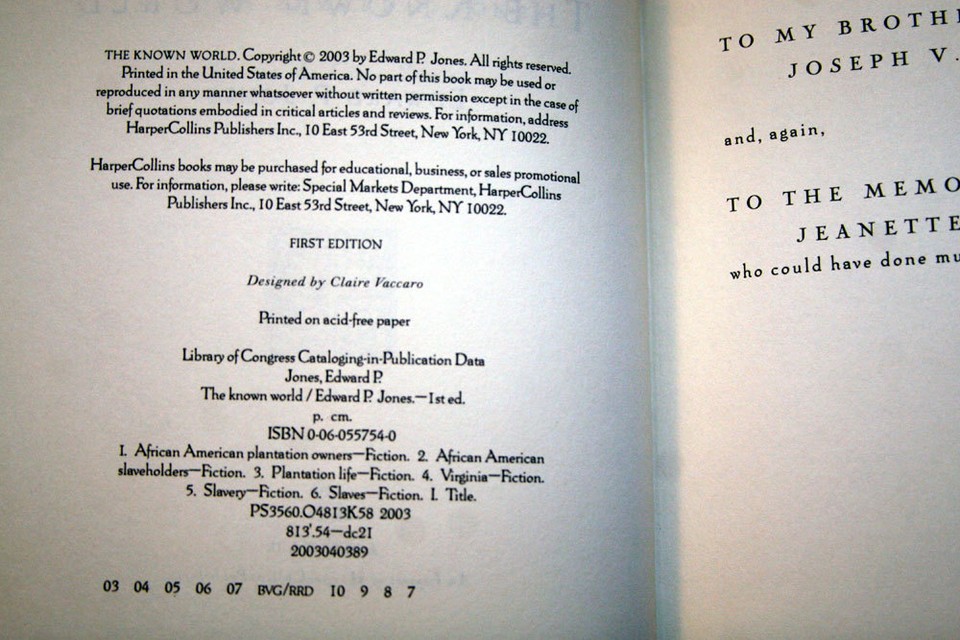 THE KNOWN WORLD. Copyright © 2003 by Edward P. Jones. All rights reserved.
Printed in the United States of America. No part of this book may be used or
reproduced in any manner whatsoever without written permission except in the case of
brief quotations embodied in critical articles and reviews. For information, address
HarperCollins Publishers Inc., 10 East 53rd Street, New York, NY 10022.
HarperCollins books may be purchased for educational, business, or sales promotional
use. For information, please write: Special Markets Department, HarperCollins
Publishers Inc., 10 East 53rd Street, New York, NY 10022.
FIRST EDITION
Designed by Claire Vaccaro
Printed on acid-free paper
Library of Congress Cataloging-in-Publication Data
Jones, Edward P.
The known world / Edward P. Jones.—1st ed.
p. cm.
ISBN 0-06-055754-0
1. African American plantation owners—Fiction. 2. African American
slaveholders—Fiction. 3. Plantation life—Fiction. 4. Virginia—Fiction.
5. Slavery—Fiction. 6. Slaves—Fiction. I. Title.
PS3560.O4813K58 2003
813'.54—dc21
2003040389
03 04 05 06 07 BVG/RRD 10 9 8 7
TO MY BROTH
JOSEPH V.
and, again,
TO THE MEMO
JEANETTE
who could have done mu